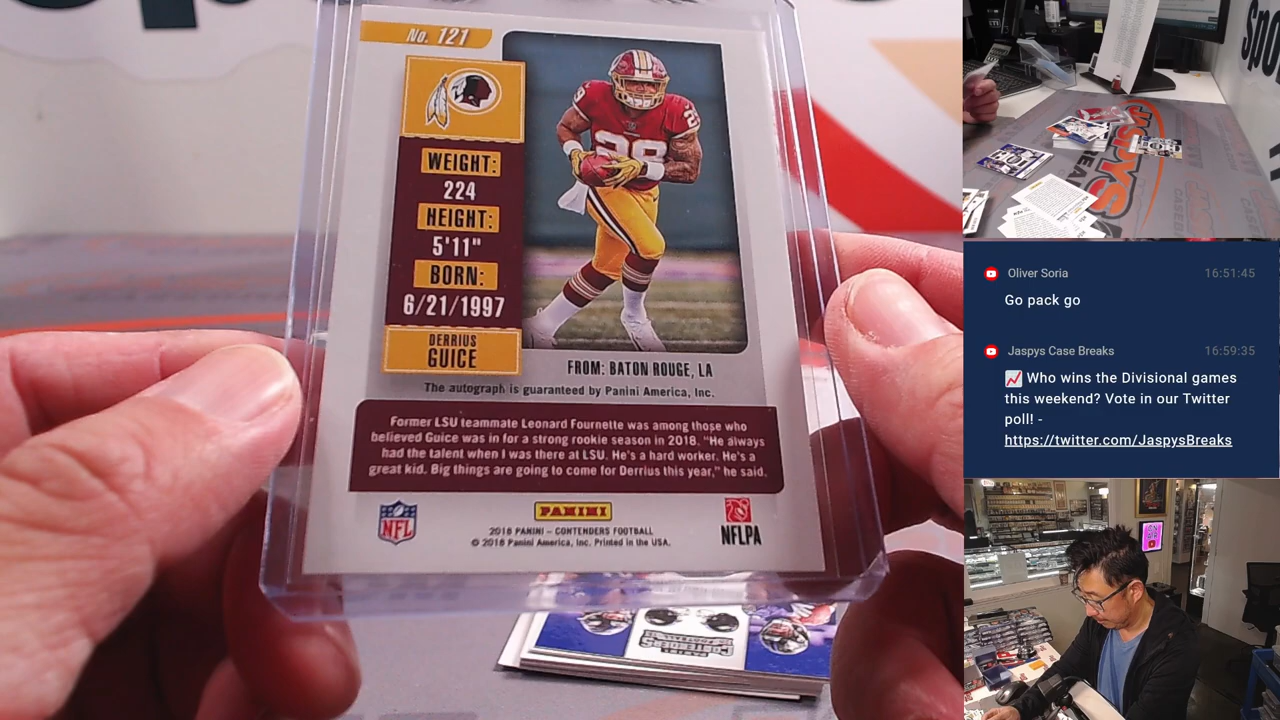 No. 121
WEIGHT:
224
HEIGHT:
5'11"
BORN:
6/21/1997
DERRIUS
GUICE
29
FROM: BATON ROUGE, LA
The autograph is guaranteed by Panini America, Inc.
Former LSU teammate Leonard Fournette was among those who
believed Guice was in for a strong rookie season in 2018. "He always
had the talent when I was there at LSU. He's a hard worker. He's a
great kid. Big things are going to come for Derrius this year," he said.
NFL
PANINI
NFLPA
2018 PANINI – CONTENDERS FOOTBALL
© 2018 Panini America, Inc. Printed in the USA.
Oliver Soria 16:51:45
Go pack go
Jaspys Case Breaks 16:59:35
📈 Who wins the Divisional games
this weekend? Vote in our Twitter
poll! -
https://twitter.com/JaspysBreaks